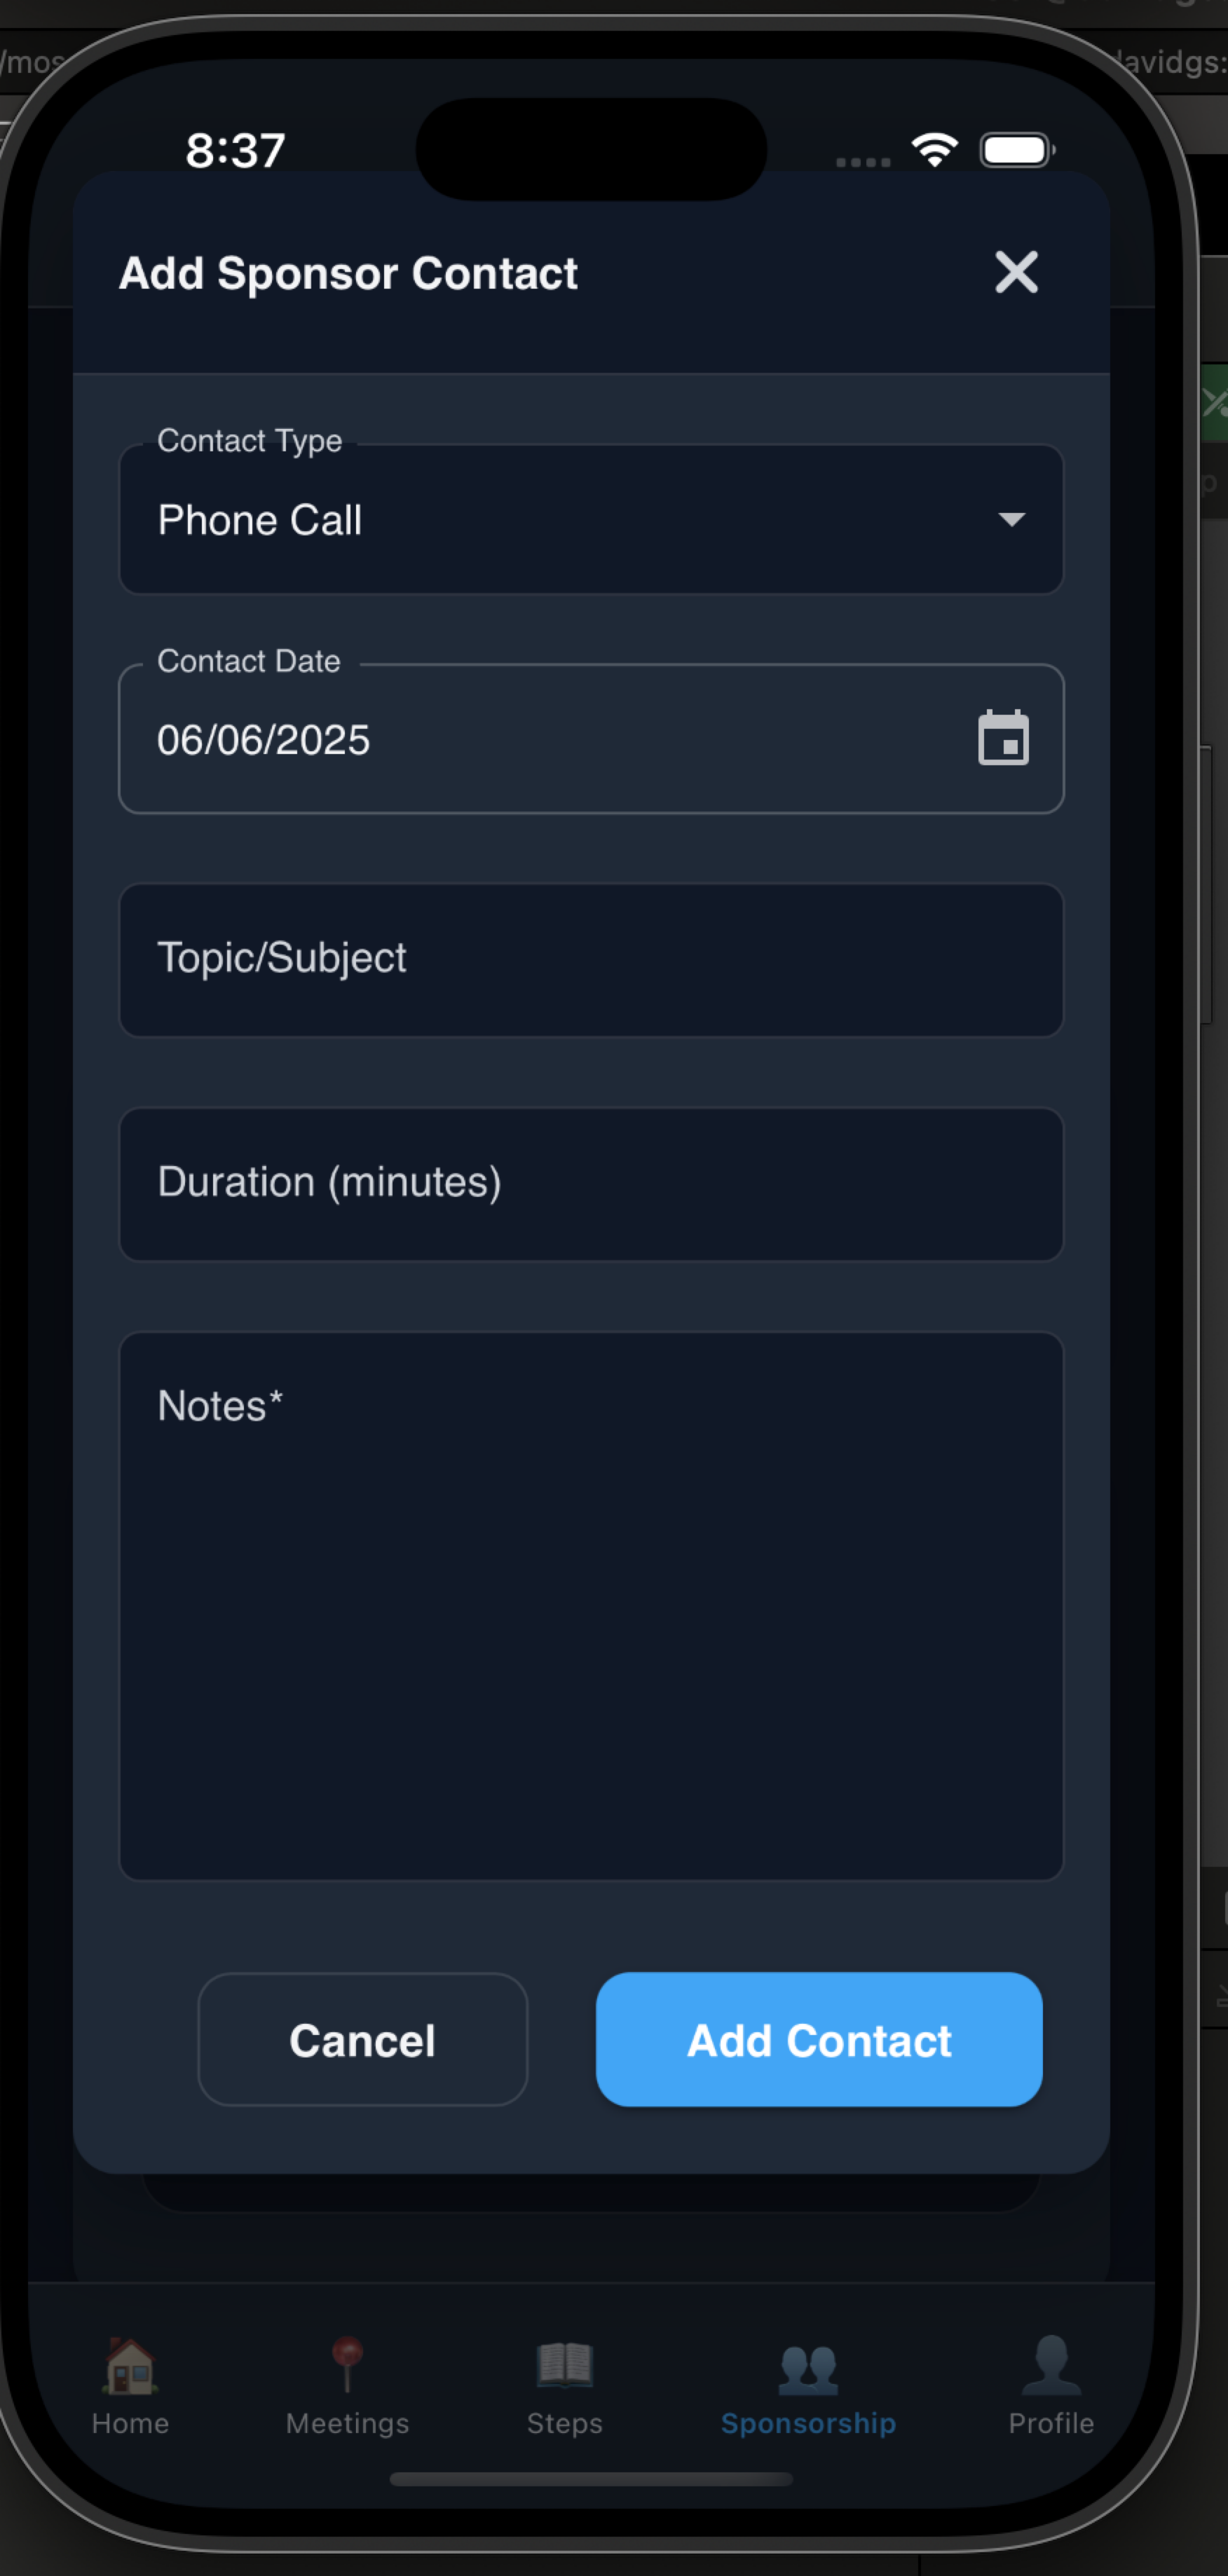 /mos
davidgs:
8:37
Add Sponsor Contact
Contact Type
Phone Call
Contact Date
06/06/2025
Topic/Subject
Duration (minutes)
Notes*
Cancel
Add Contact
Home
Meetings
Steps
Sponsorship
Profile